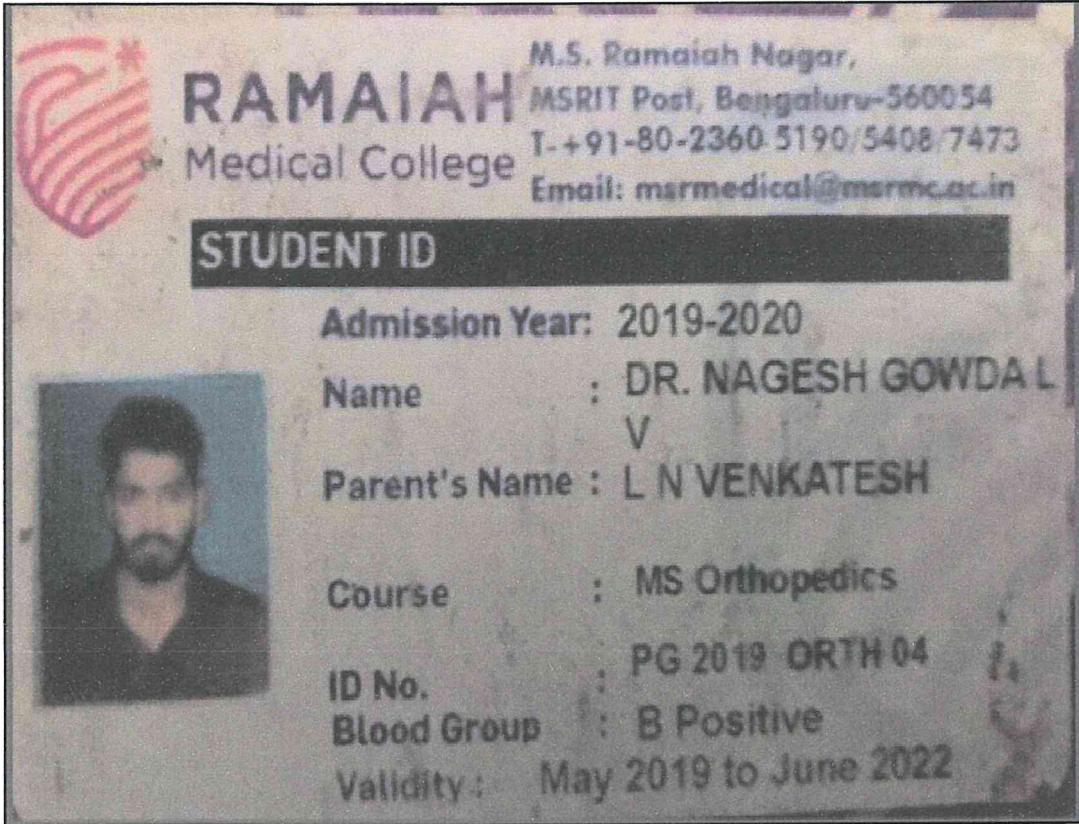 RAMAIAH
Medical College
M.S. Ramaiah Nagar,
MSRIT Post, Bengaluru-560054
T-+91-80-2360 5190/5408/7473
Email: msrmedical@msrmc.ac.in
STUDENT ID
Admission Year: 2019-2020
Name : DR. NAGESH GOWDA L
V
Parent's Name : L N VENKATESH
Course : MS Orthopedics
ID No. : PG 2019 ORTH 04
Blood Group : B Positive
Validity : May 2019 to June 2022